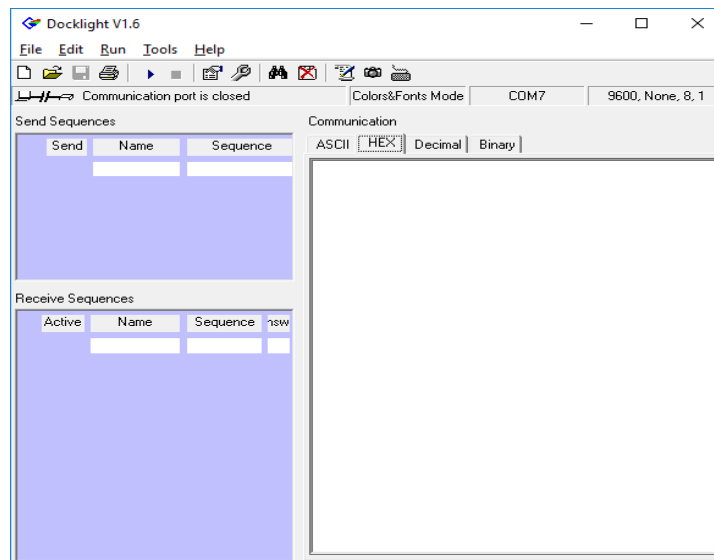 Docklight V1.6
File Edit Run Tools Help
Communication port is closed Colors&Fonts Mode COM7 9600, None, 8, 1
Send Sequences
Send Name Sequence
Receive Sequences
Active Name Sequence nsw
Communication
ASCII HEX Decimal Binary